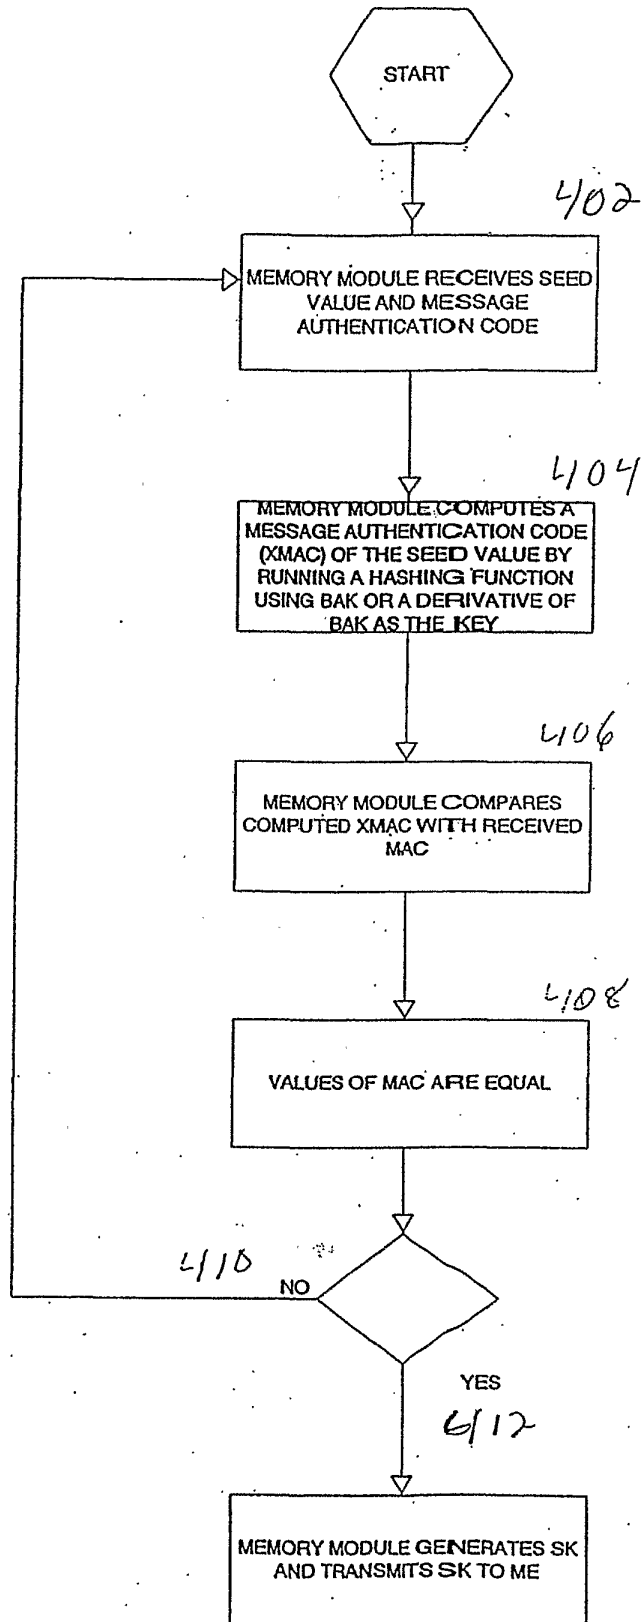 START
402
MEMORY MODULE RECEIVES SEED
VALUE AND MESSAGE
AUTHENTICATION CODE
404
MEMORY MODULE COMPUTES A
MESSAGE AUTHENTICATION CODE
(XMAC) OF THE SEED VALUE BY
RUNNING A HASHING FUNCTION
USING BAK OR A DERIVATIVE OF
BAK AS THE KEY
406
MEMORY MODULE COMPARES
COMPUTED XMAC WITH RECEIVED
MAC
408
VALUES OF MAC ARE EQUAL
410
NO
YES
412
MEMORY MODULE GENERATES SK
AND TRANSMITS SK TO ME